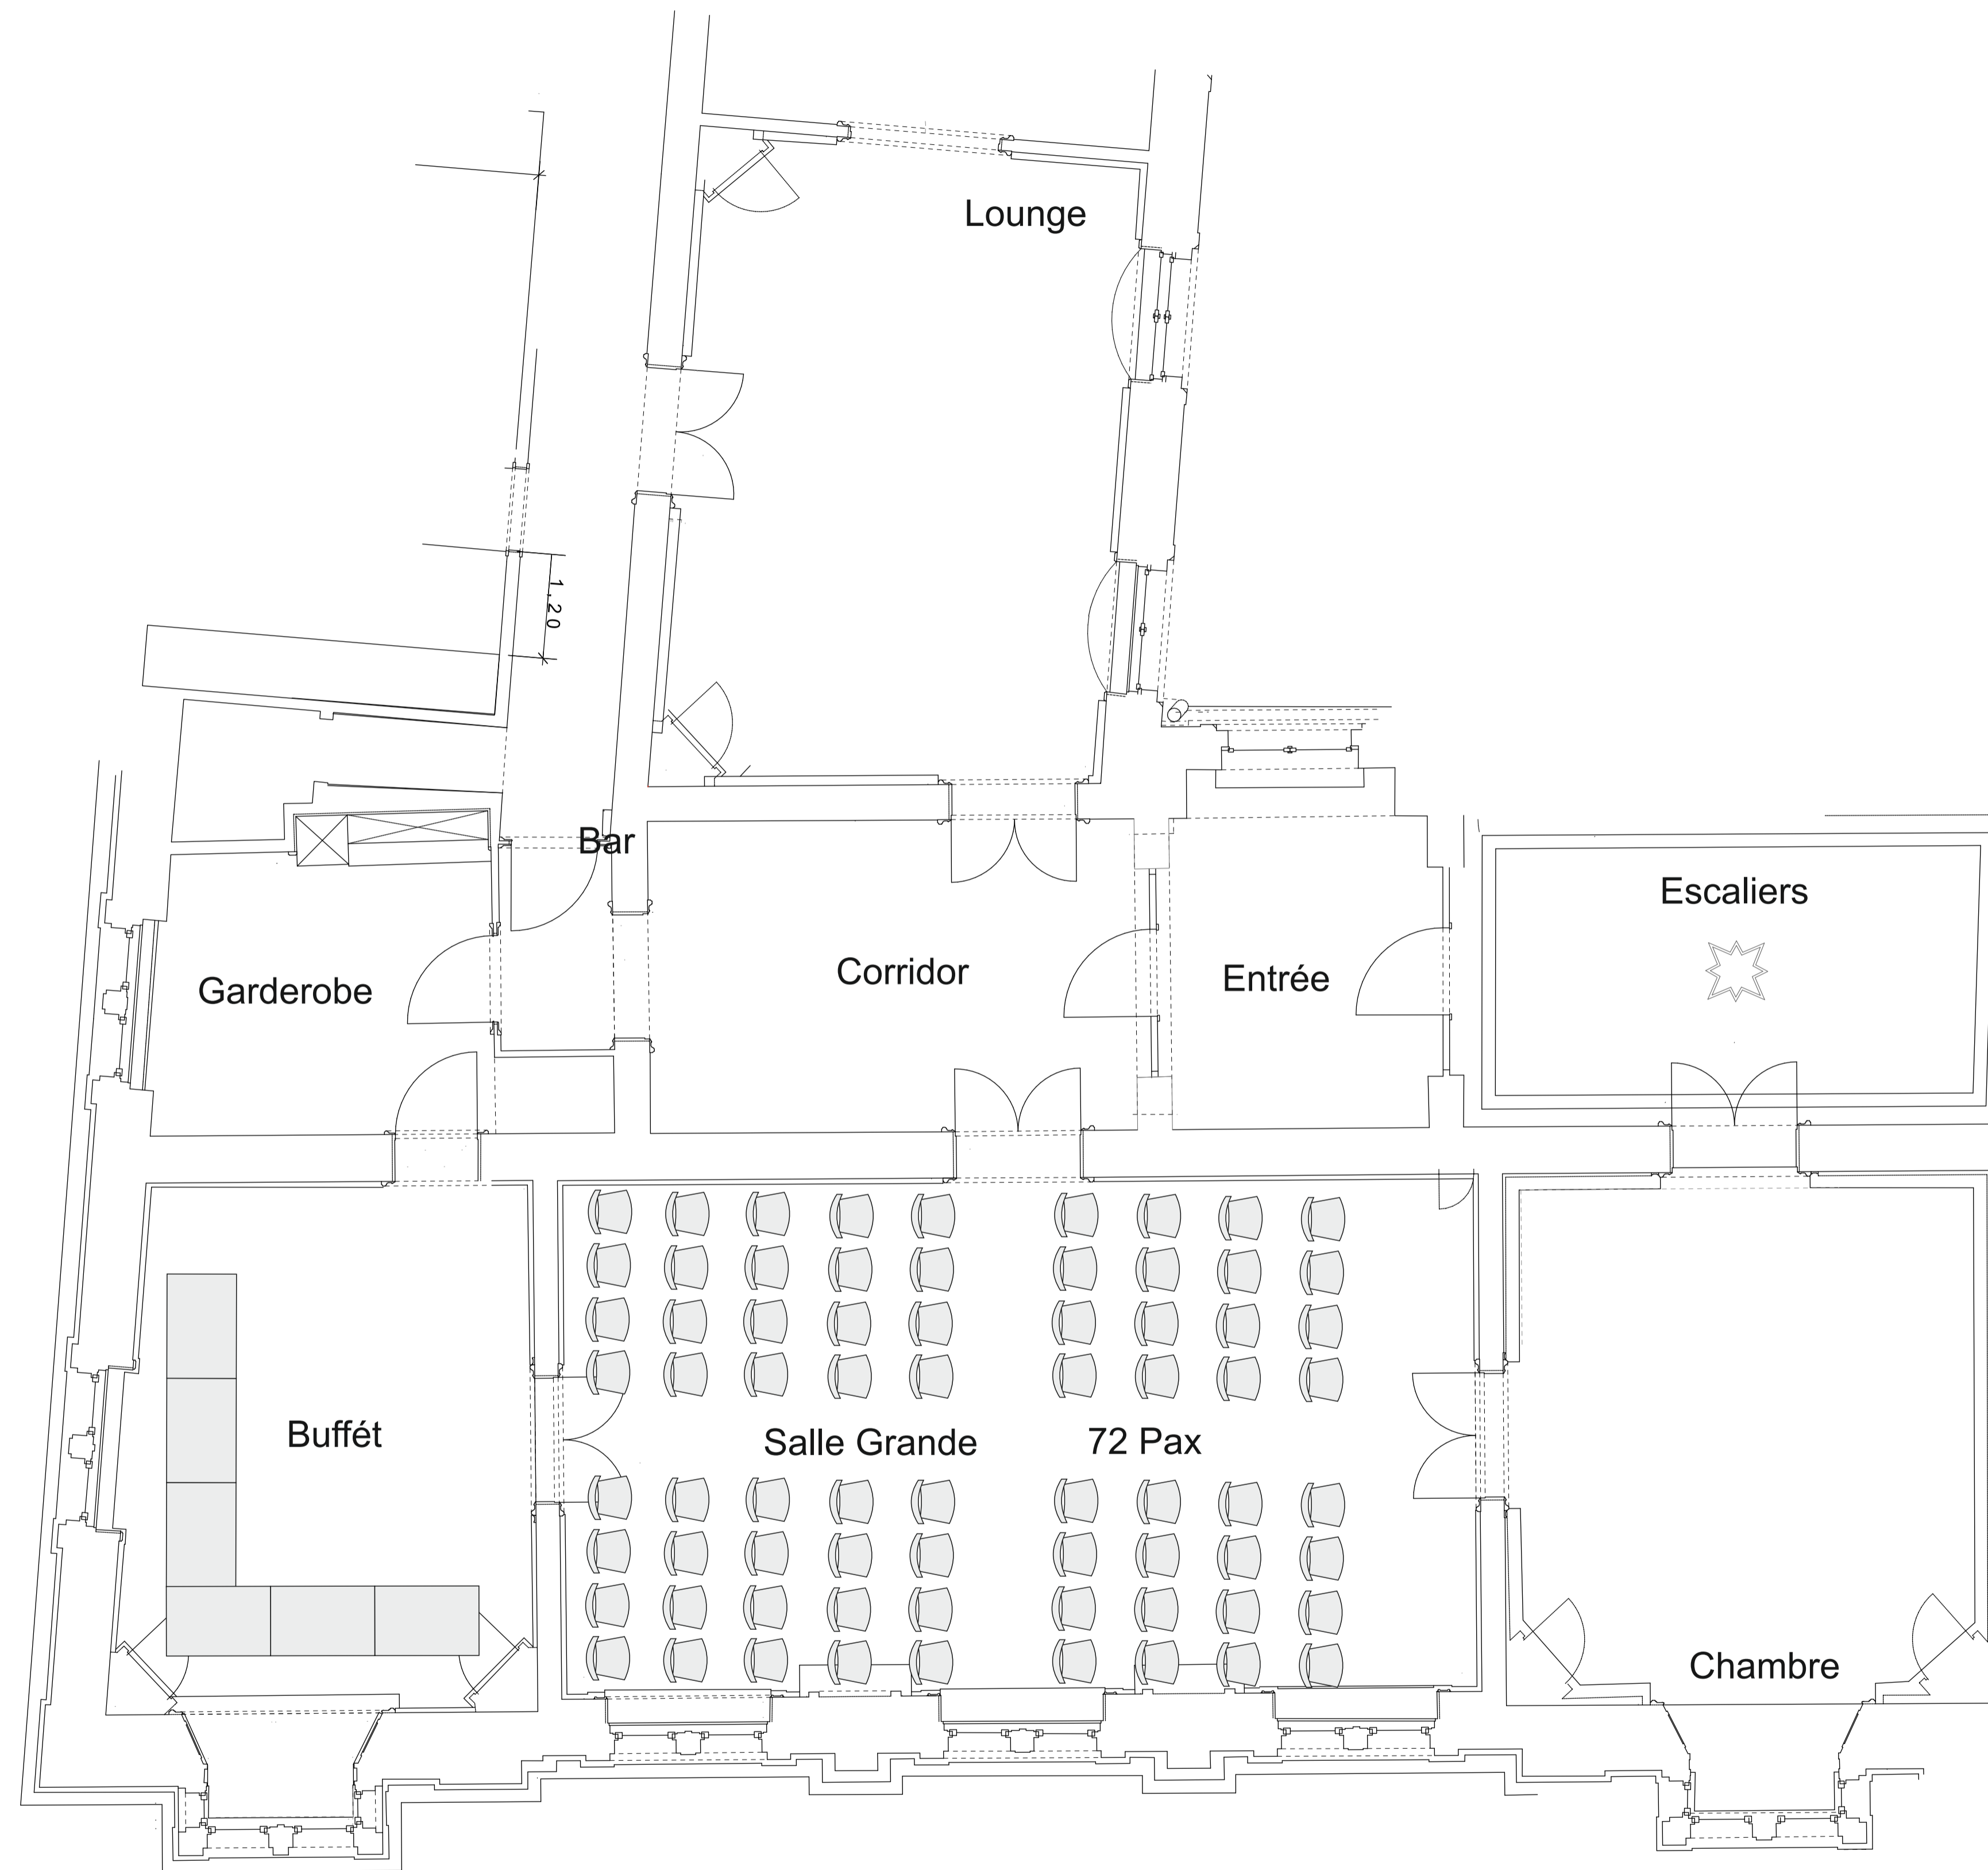 Lounge
1,20
Bar
Escaliers
Garderobe
Corridor
Entrée
Buffét
Salle Grande
72 Pax
Chambre